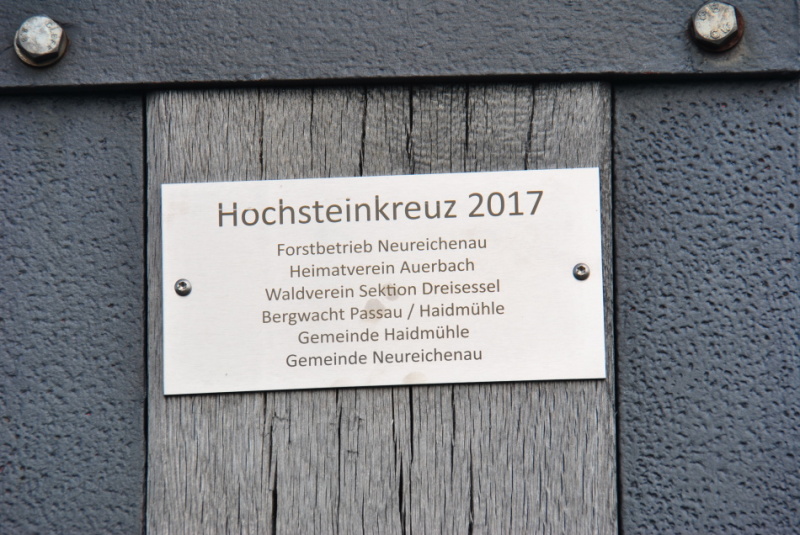 Hochsteinkreuz 2017
Forstbetrieb Neureichenau
Heimatverein Auerbach
Waldverein Sektion Dreisessel
Bergwacht Passau / Haidmühle
Gemeinde Haidmühle
Gemeinde Neureichenau